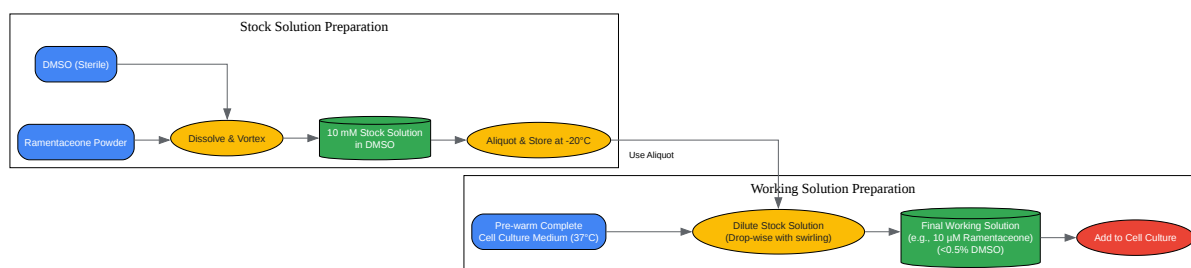 Stock Solution Preparation
DMSO (Sterile)
Ramentaceone Powder
Dissolve & Vortex
10 mM Stock Solution
in DMSO
Aliquot & Store at -20°C
Use Aliquot
Working Solution Preparation
Pre-warm Complete
Cell Culture Medium (37°C)
Dilute Stock Solution
(Drop-wise with swirling)
Final Working Solution
(e.g., 10 µM Ramentaceone)
(<0.5% DMSO)
Add to Cell Culture